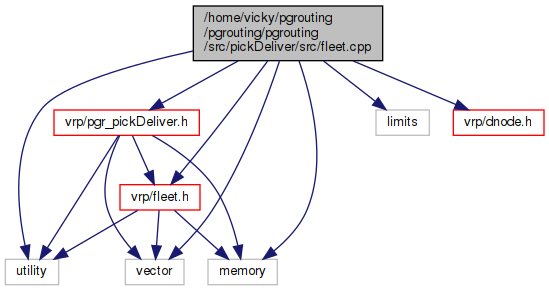 /home/vicky/pgrouting
/pgrouting/pgrouting
/src/pickDeliver/src/fleet.cpp
vrp/pgr_pickDeliver.h
limits
vrp/dnode.h
vrp/fleet.h
utility
vector
memory